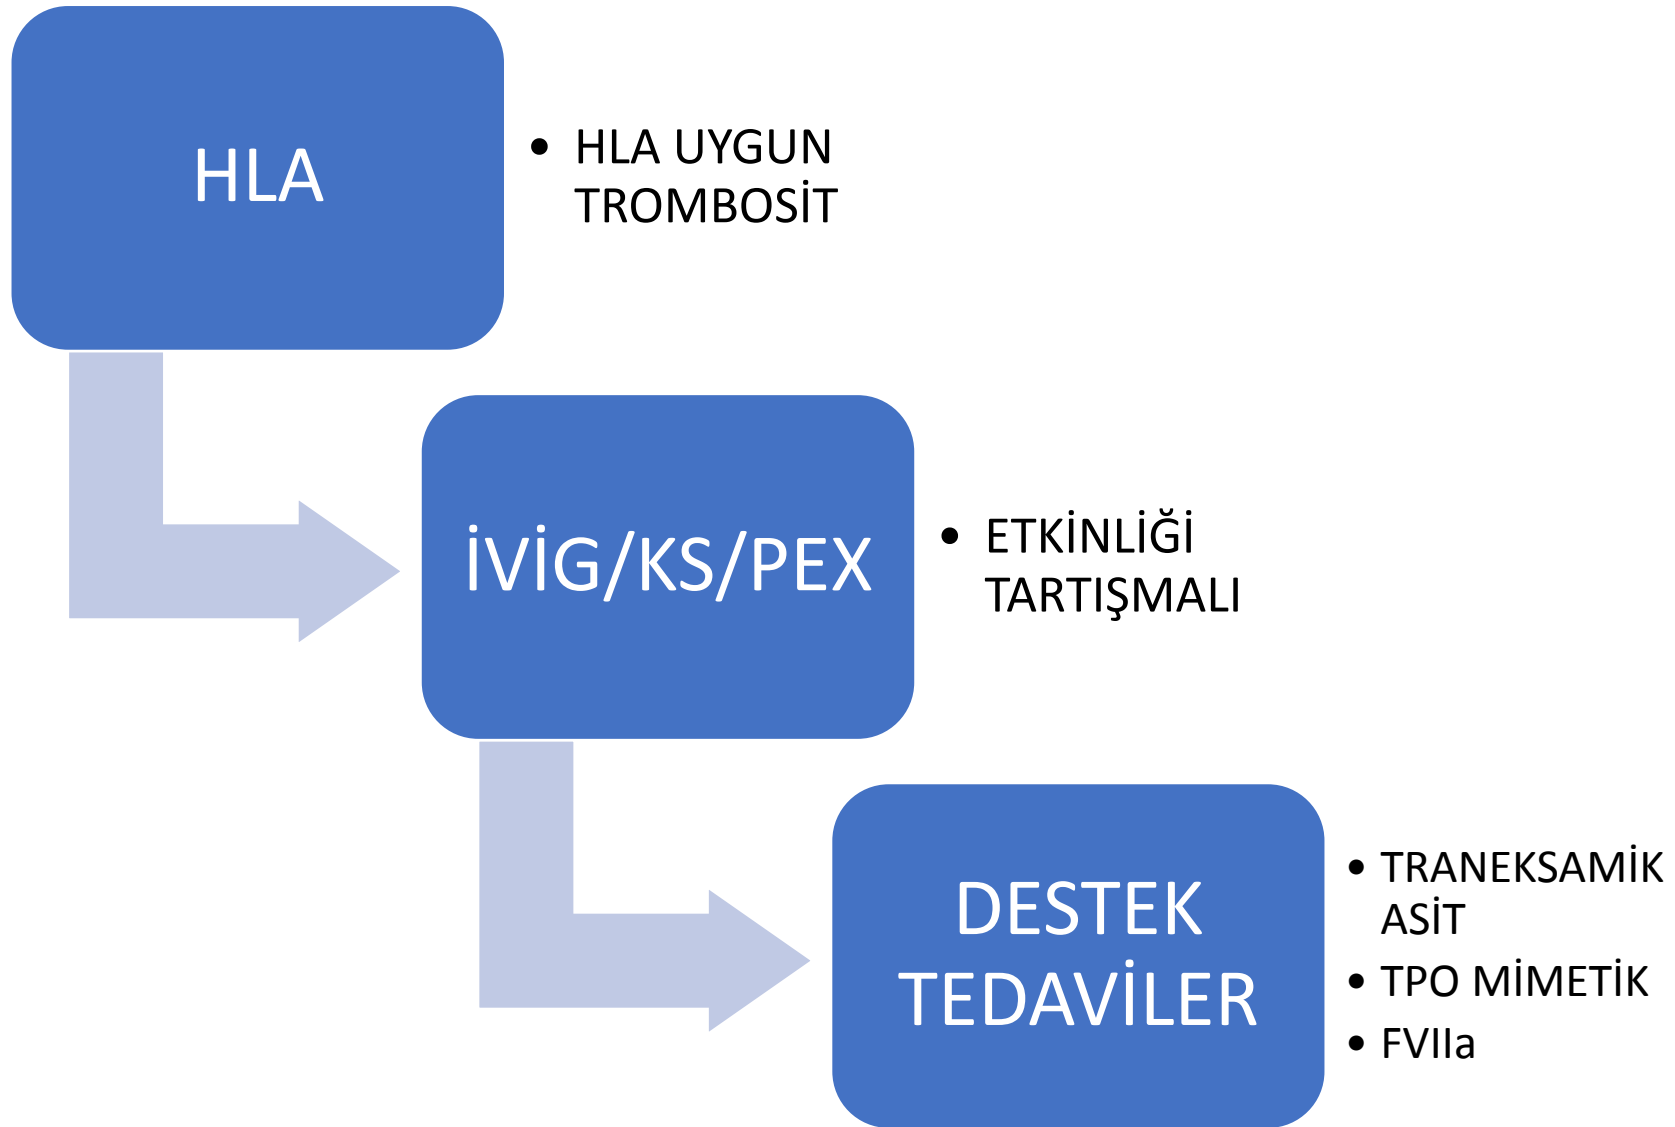 HLA
• HLA UYGUN
TROMBOSİT
İVİG/KS/PEX
• ETKİNLİĞİ
TARTIŞMALI
DESTEK
TEDAVİLER
• TRANEKSAMİK
ASİT
• TPO MİMETİK
• FVIIa